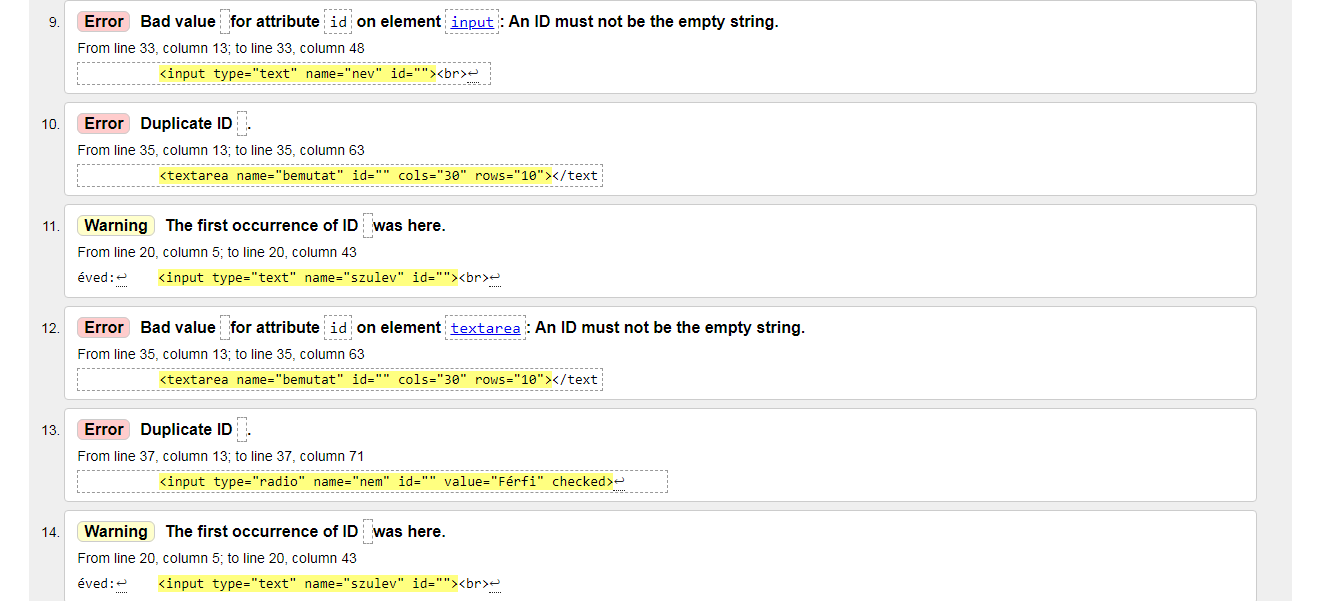 9. Error Bad value for attribute id on element input: An ID must not be the empty string.
From line 33, column 13; to line 33, column 48
<input type="text" name="nev" id=""><br>↩
10. Error Duplicate ID .
From line 35, column 13; to line 35, column 63
<textarea name="bemutat" id="" cols="30" rows="10"></text
11. Warning The first occurrence of ID was here.
From line 20, column 5; to line 20, column 43
éved:↩ <input type="text" name="szulev" id=""><br>↩
12. Error Bad value for attribute id on element textarea: An ID must not be the empty string.
From line 35, column 13; to line 35, column 63
<textarea name="bemutat" id="" cols="30" rows="10"></text
13. Error Duplicate ID .
From line 37, column 13; to line 37, column 71
<input type="radio" name="nem" id="" value="Férfi" checked>↩
14. Warning The first occurrence of ID was here.
From line 20, column 5; to line 20, column 43
éved:↩ <input type="text" name="szulev" id=""><br>↩